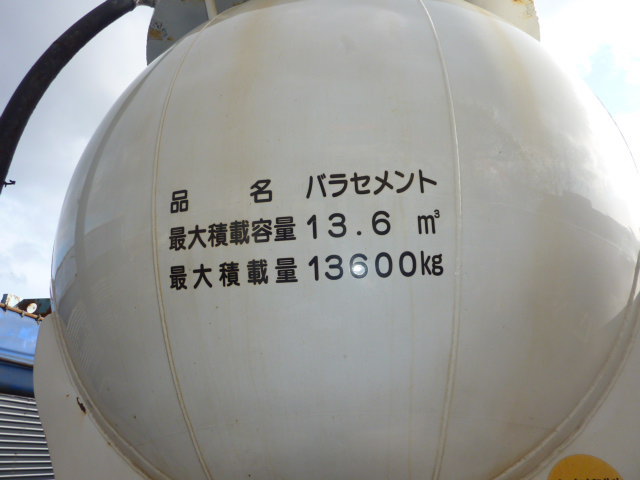 品　名　バラセメント
最大積載容量 13.6 ㎥
最大積載量 13600㎏